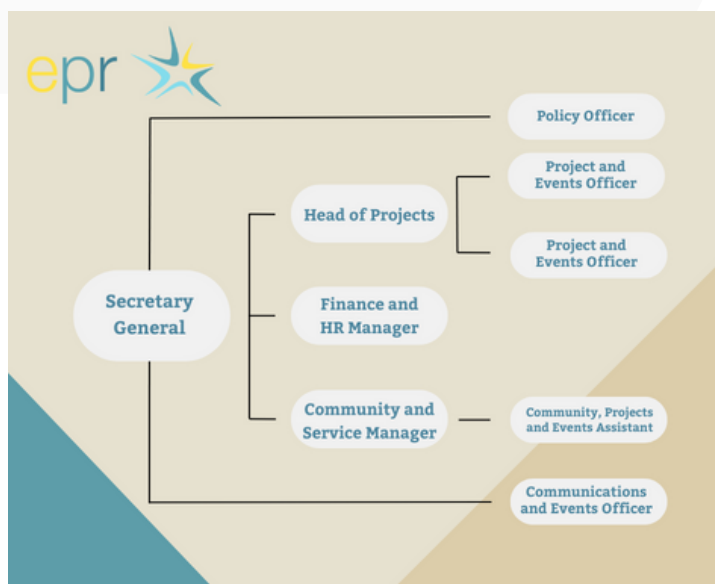 epr
Policy Officer
Project and
Events Officer
Head of Projects
Project and
Events Officer
Secretary
General
Finance and
HR Manager
Community and
Service Manager
Community, Projects
and Events Assistant
Communications
and Events Officer